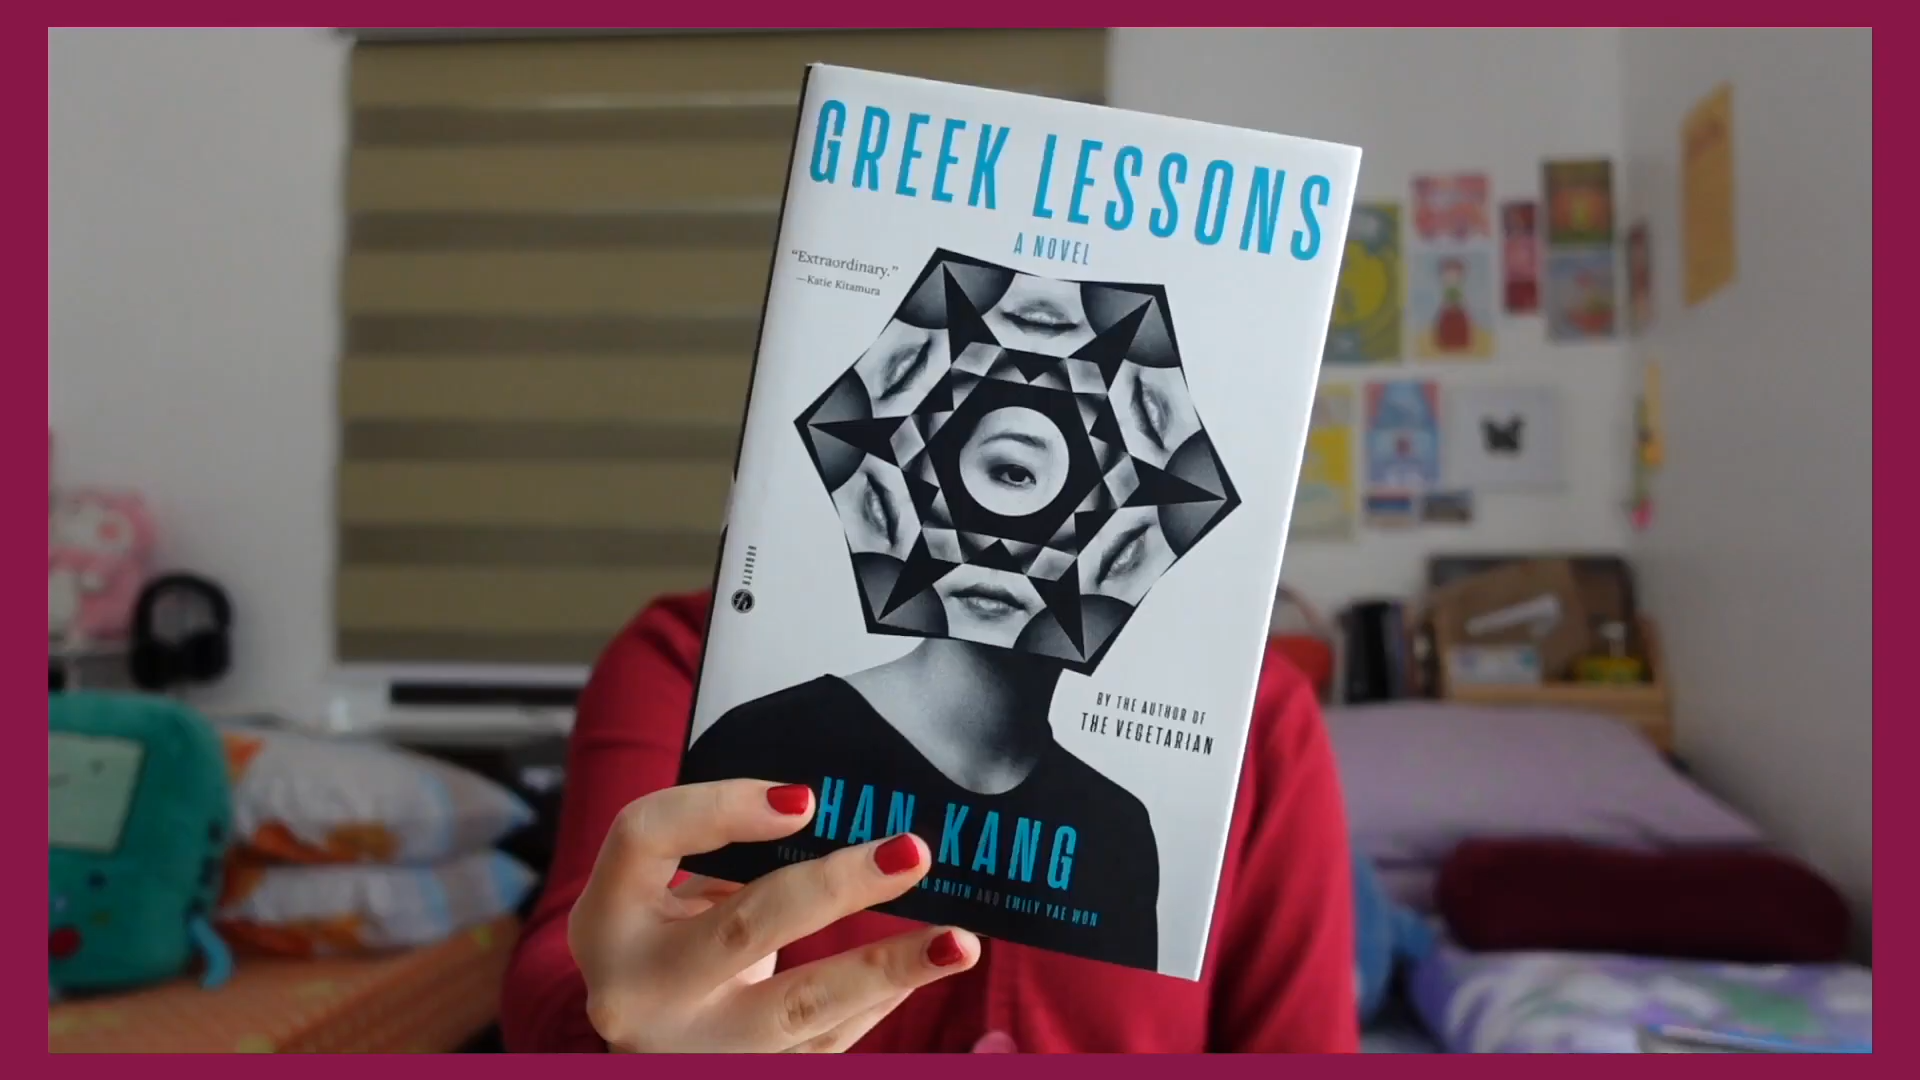 GREEK LESSONS
A NOVEL
“Extraordinary.”
—Katie Kitamura
HOGARTH
BY THE AUTHOR OF
THE VEGETARIAN
HAN KANG
SMITH AND EMILY YAE WON